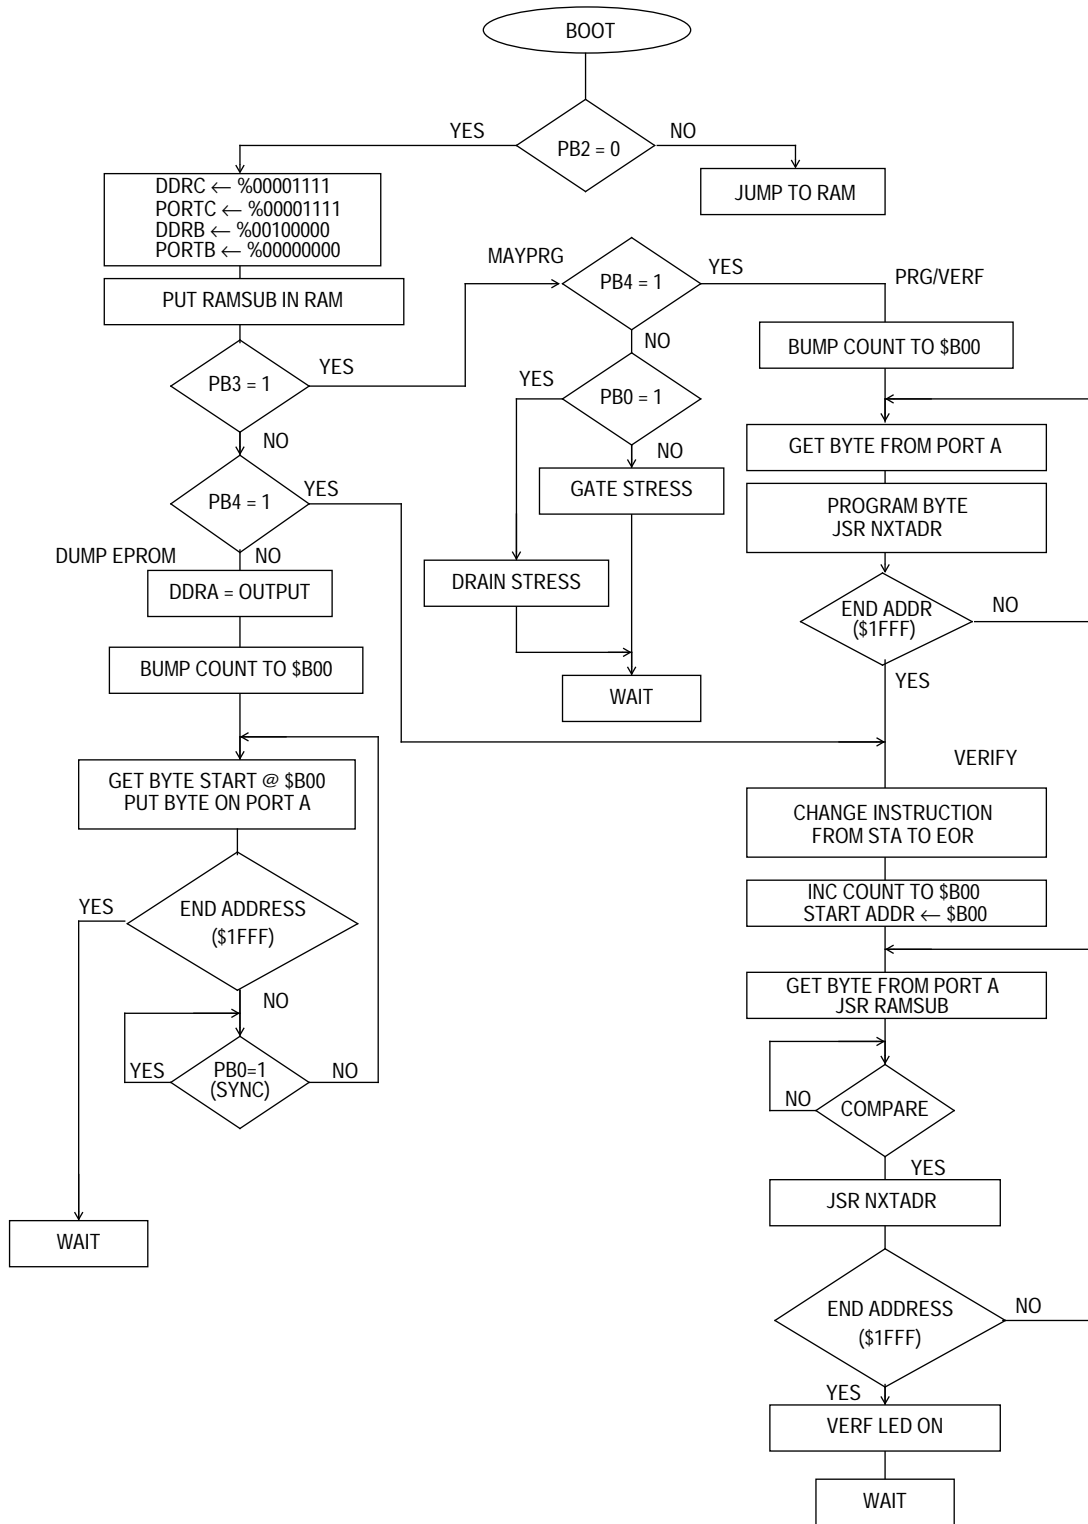 BOOT
YES
NO
PB2 = 0
DDRC ← %00001111
PORTC ← %00001111
DDRB ← %00100000
PORTB ← %00000000
JUMP TO RAM
PUT RAMSUB IN RAM
MAYPRG
PB4 = 1
YES
PRG/VERF
BUMP COUNT TO $B00
NO
PB3 = 1
YES
NO
YES
PB0 = 1
NO
GET BYTE FROM PORT A
PB4 = 1
YES
GATE STRESS
PROGRAM BYTE
JSR NXTADR
DUMP EPROM
NO
DDRA = OUTPUT
DRAIN STRESS
END ADDR
($1FFF)
NO
YES
BUMP COUNT TO $B00
WAIT
VERIFY
GET BYTE START @ $B00
PUT BYTE ON PORT A
CHANGE INSTRUCTION
FROM STA TO EOR
YES
END ADDRESS
($1FFF)
NO
INC COUNT TO $B00
START ADDR ← $B00
GET BYTE FROM PORT A
JSR RAMSUB
YES
PB0=1
(SYNC)
NO
NO
COMPARE
YES
JSR NXTADR
WAIT
END ADDRESS
($1FFF)
NO
YES
VERF LED ON
WAIT